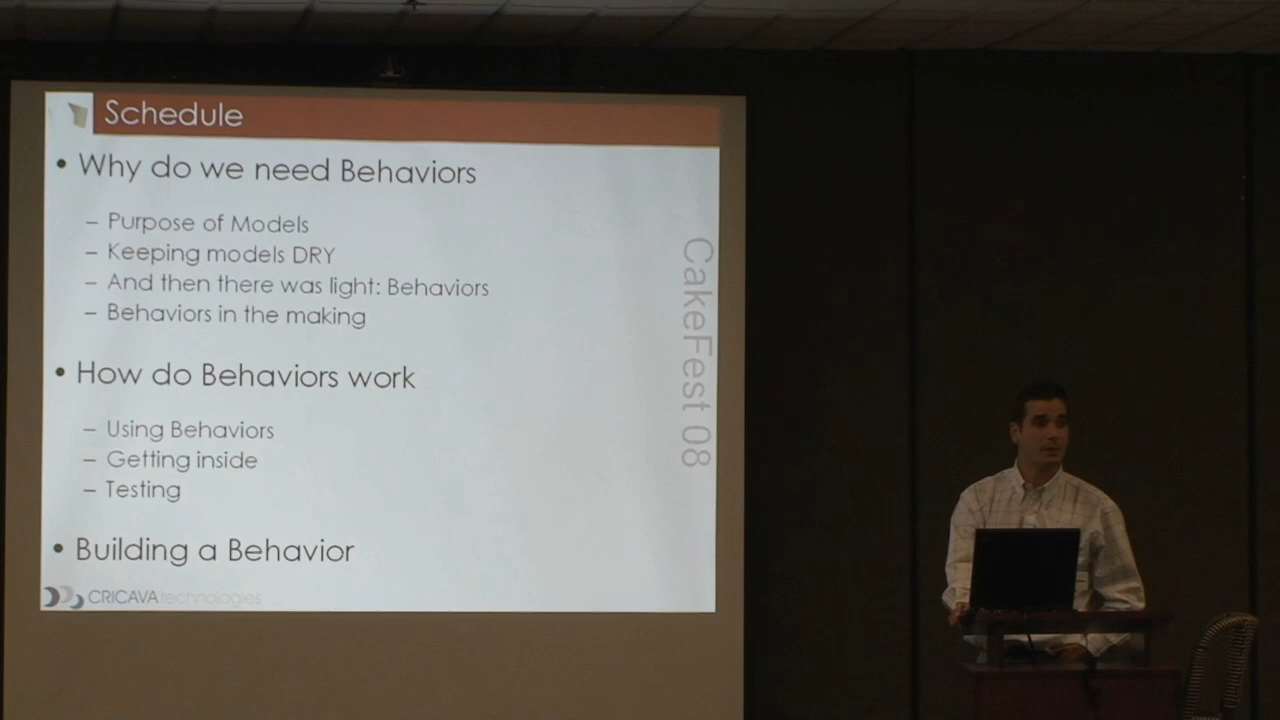 Schedule
• Why do we need Behaviors
– Purpose of Models
– Keeping models DRY
– And then there was light: Behaviors
– Behaviors in the making
• How do Behaviors work
– Using Behaviors
– Getting inside
– Testing
• Building a Behavior
CRICAVA technologies
CakeFest 08